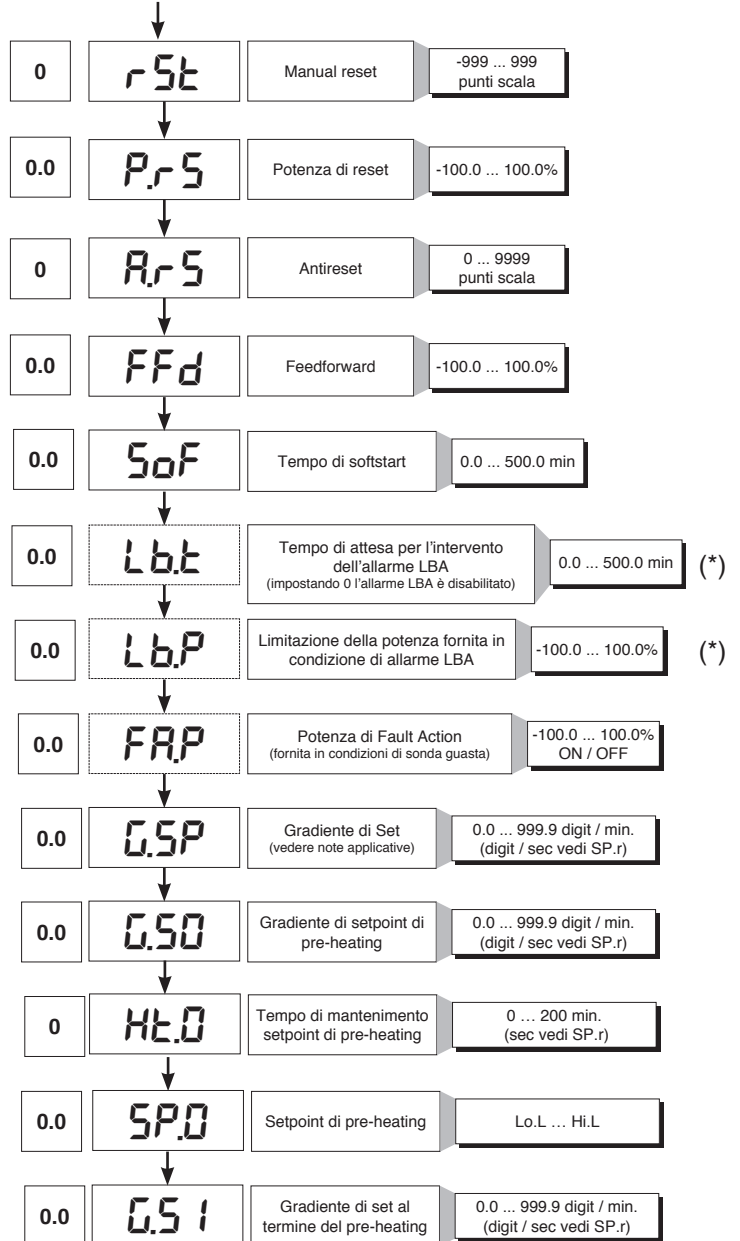 0
rSt
Manual reset
-999 ... 999
punti scala
0.0
P.rS
Potenza di reset
-100.0 ... 100.0%
0
A.rS
Antireset
0 ... 9999
punti scala
0.0
FFd
Feedforward
-100.0 ... 100.0%
0.0
SoF
Tempo di softstart
0.0 ... 500.0 min
0.0
Lb.t
Tempo di attesa per l'intervento
dell'allarme LBA
(impostando 0 l'allarme LBA è disabilitato)
0.0 ... 500.0 min
(*)
0.0
Lb.P
Limitazione della potenza fornita in
condizione di allarme LBA
-100.0 ... 100.0%
(*)
0.0
FA.P
Potenza di Fault Action
(fornita in condizioni di sonda guasta)
-100.0 ... 100.0%
ON / OFF
0.0
G.SP
Gradiente di Set
(vedere note applicative)
0.0 ... 999.9 digit / min.
(digit / sec vedi SP.r)
0.0
G.S0
Gradiente di setpoint di
pre-heating
0.0 ... 999.9 digit / min.
(digit / sec vedi SP.r)
0
Ht.0
Tempo di mantenimento
setpoint di pre-heating
0 … 200 min.
(sec vedi SP.r)
0.0
SP.0
Setpoint di pre-heating
Lo.L … Hi.L
0.0
G.S1
Gradiente di set al
termine del pre-heating
0.0 ... 999.9 digit / min.
(digit / sec vedi SP.r)